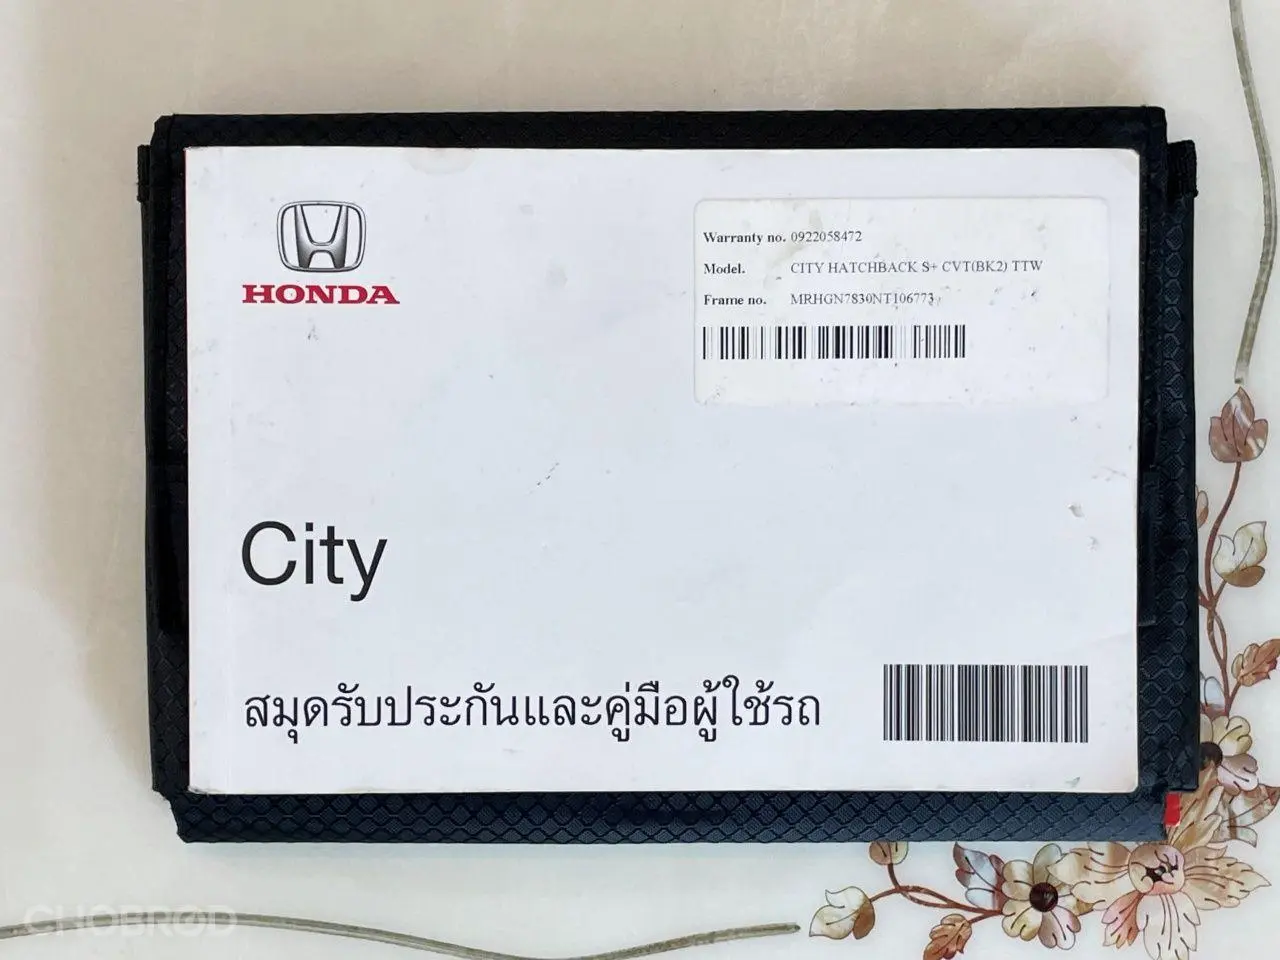 HONDA
Warranty no. 0922058472
Model. CITY HATCHBACK S+ CVT(BK2) TTW
Frame no. MRHGN7830NT106773
City
สมุดรับประกันและคู่มือผู้ใช้รถ
CHOBROD